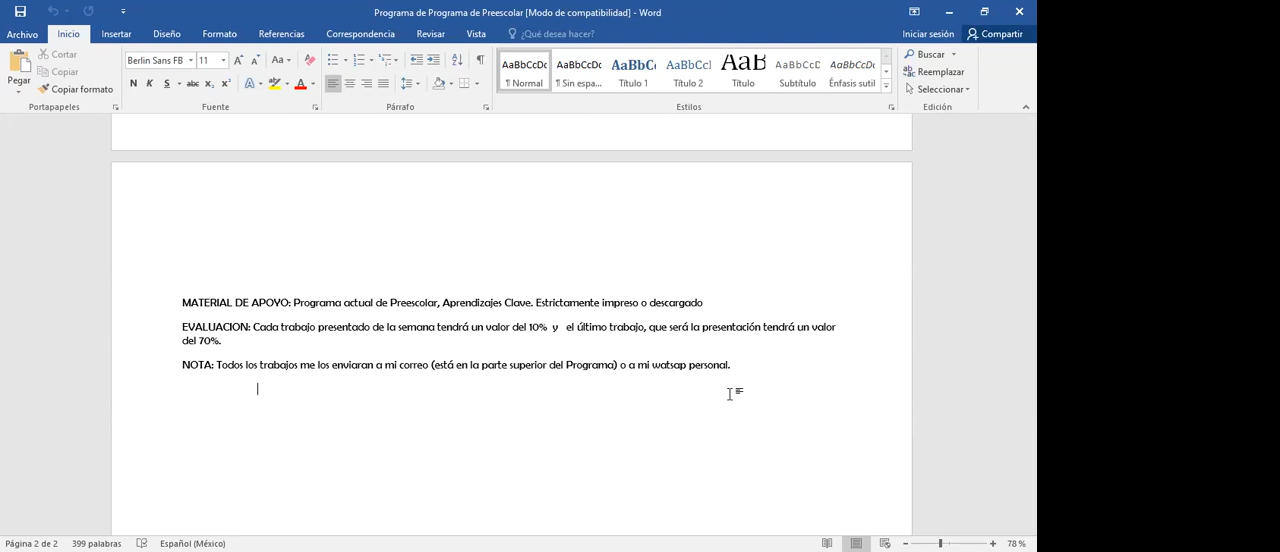 Programa de Programa de Preescolar [Modo de compatibilidad] - Word
Archivo Inicio Insertar Diseño Formato Referencias Correspondencia Revisar Vista ¿Qué desea hacer? Iniciar sesión Compartir
Pegar Cortar
Copiar
Copiar formato
Portapapeles
Berlin Sans FB 11 Aa
N K S abc x₂ x² A A
Fuente
Párrafo
AaBbCcDc AaBbCcDc AaBbC AaBbCcI AaB AaBbCcD AaBbCcDc
¶ Normal ¶ Sin espa... Título 1 Título 2 Título Subtítulo Énfasis sutil
Estilos
Buscar
Reemplazar
Seleccionar
Edición
MATERIAL DE APOYO: Programa actual de Preescolar, Aprendizajes Clave. Estrictamente impreso o descargado
EVALUACION: Cada trabajo presentado de la semana tendrá un valor del 10% y el último trabajo, que será la presentación tendrá un valor
del 70%.
NOTA: Todos los trabajos me los enviaran a mi correo (está en la parte superior del Programa) o a mi watsap personal.
Página 2 de 2 399 palabras Español (México) 78 %